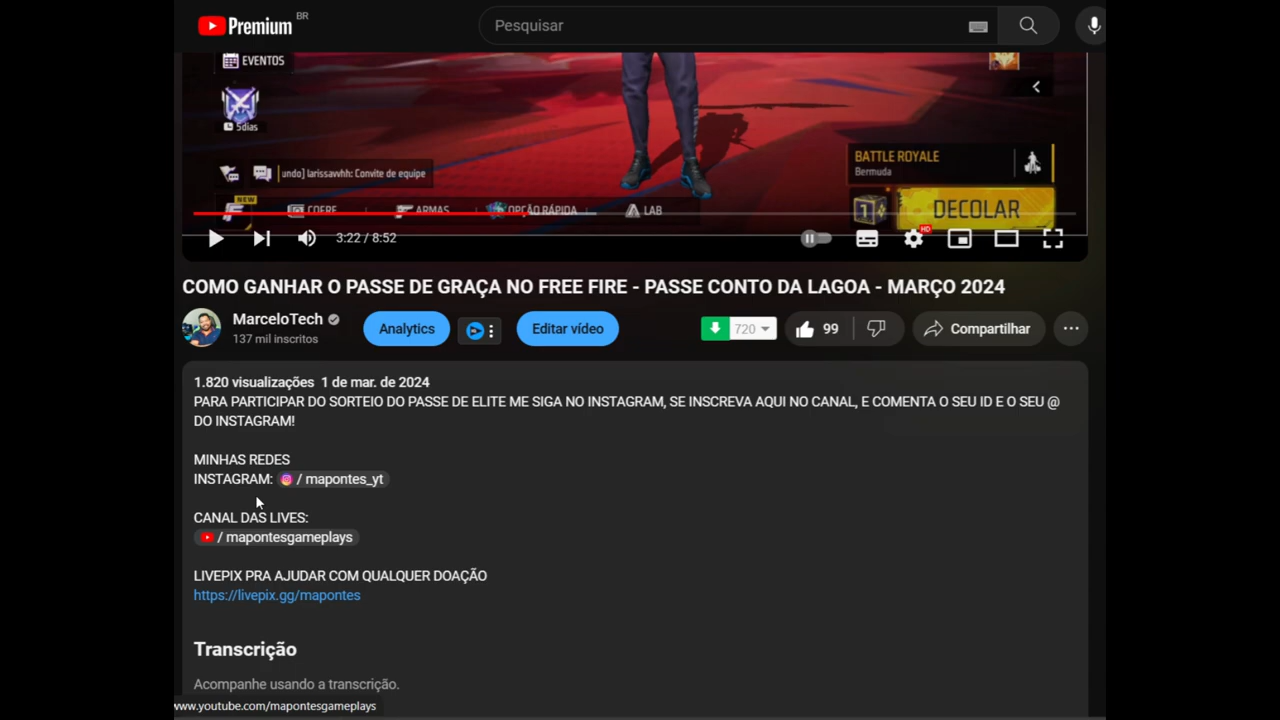 Premium BR
Pesquisar
EVENTOS
5dias
undo] larissavvhh: Convite de equipe
BATTLE ROYALE
Bermuda
NEW
COFRE
ARMAS
OPÇÃO RÁPIDA
LAB
1
DECOLAR
3:22 / 8:52
HD
COMO GANHAR O PASSE DE GRAÇA NO FREE FIRE - PASSE CONTO DA LAGOA - MARÇO 2024
MarceloTech
137 mil inscritos
Analytics
Editar vídeo
720
99
Compartilhar
1.820 visualizações 1 de mar. de 2024
PARA PARTICIPAR DO SORTEIO DO PASSE DE ELITE ME SIGA NO INSTAGRAM, SE INSCREVA AQUI NO CANAL, E COMENTA O SEU ID E O SEU @
DO INSTAGRAM!
MINHAS REDES
INSTAGRAM: / mapontes_yt
CANAL DAS LIVES:
/ mapontesgameplays
LIVEPIX PRA AJUDAR COM QUALQUER DOAÇÃO
https://livepix.gg/mapontes
Transcrição
Acompanhe usando a transcrição.
www.youtube.com/mapontesgameplays